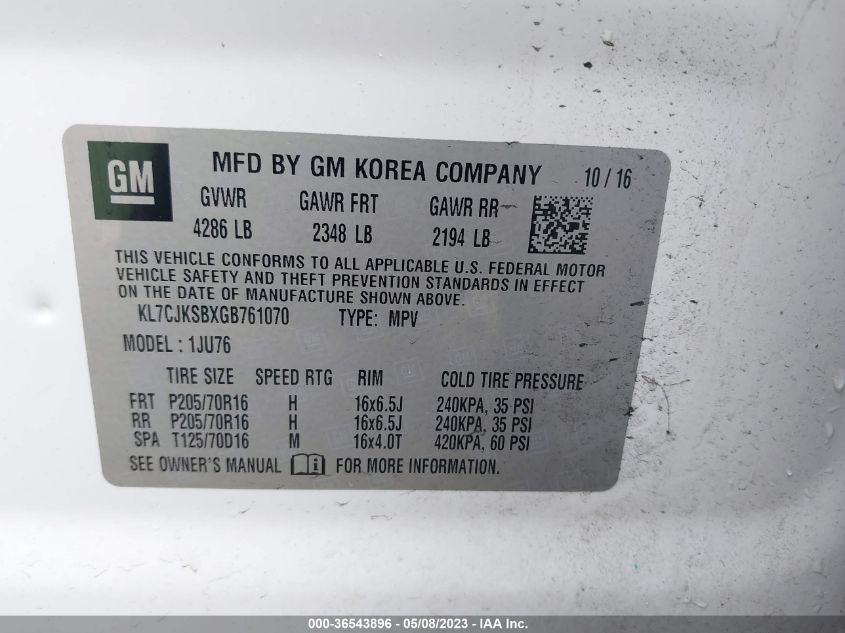 GM MFD BY GM KOREA COMPANY 10 / 16
GVWR GAWR FRT GAWR RR
4286 LB 2348 LB 2194 LB
THIS VEHICLE CONFORMS TO ALL APPLICABLE U.S. FEDERAL MOTOR
VEHICLE SAFETY AND THEFT PREVENTION STANDARDS IN EFFECT
ON THE DATE OF MANUFACTURE SHOWN ABOVE.
KL7CJKSBXGB761070 TYPE: MPV
MODEL : 1JU76
TIRE SIZE SPEED RTG RIM COLD TIRE PRESSURE
FRT P205/70R16 H 16x6.5J 240KPA, 35 PSI
RR P205/70R16 H 16x6.5J 240KPA, 35 PSI
SPA T125/70D16 M 16x4.0T 420KPA, 60 PSI
SEE OWNER'S MANUAL FOR MORE INFORMATION.
000-36543896 - 05/08/2023 - IAA Inc.